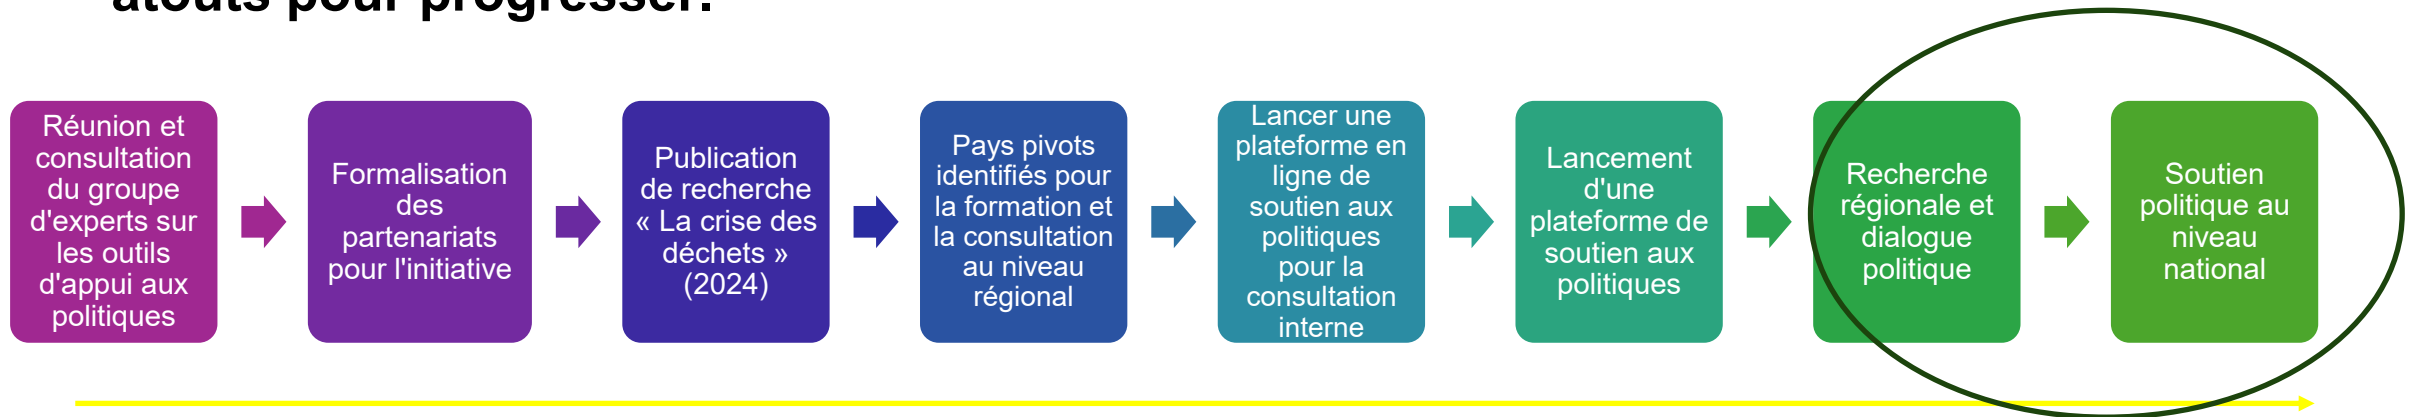 atouts pour progresser.
Réunion et
consultation
du groupe
d'experts sur
les outils
d'appui aux
politiques
Formalisation
des
partenariats
pour l'initiative
Publication
de recherche
« La crise des
déchets »
(2024)
Pays pivots
identifiés pour
la formation et
la consultation
au niveau
régional
Lancer une
plateforme en
ligne de
soutien aux
politiques
pour la
consultation
interne
Lancement
d'une
plateforme de
soutien aux
politiques
Recherche
régionale et
dialogue
politique
Soutien
politique au
niveau
national